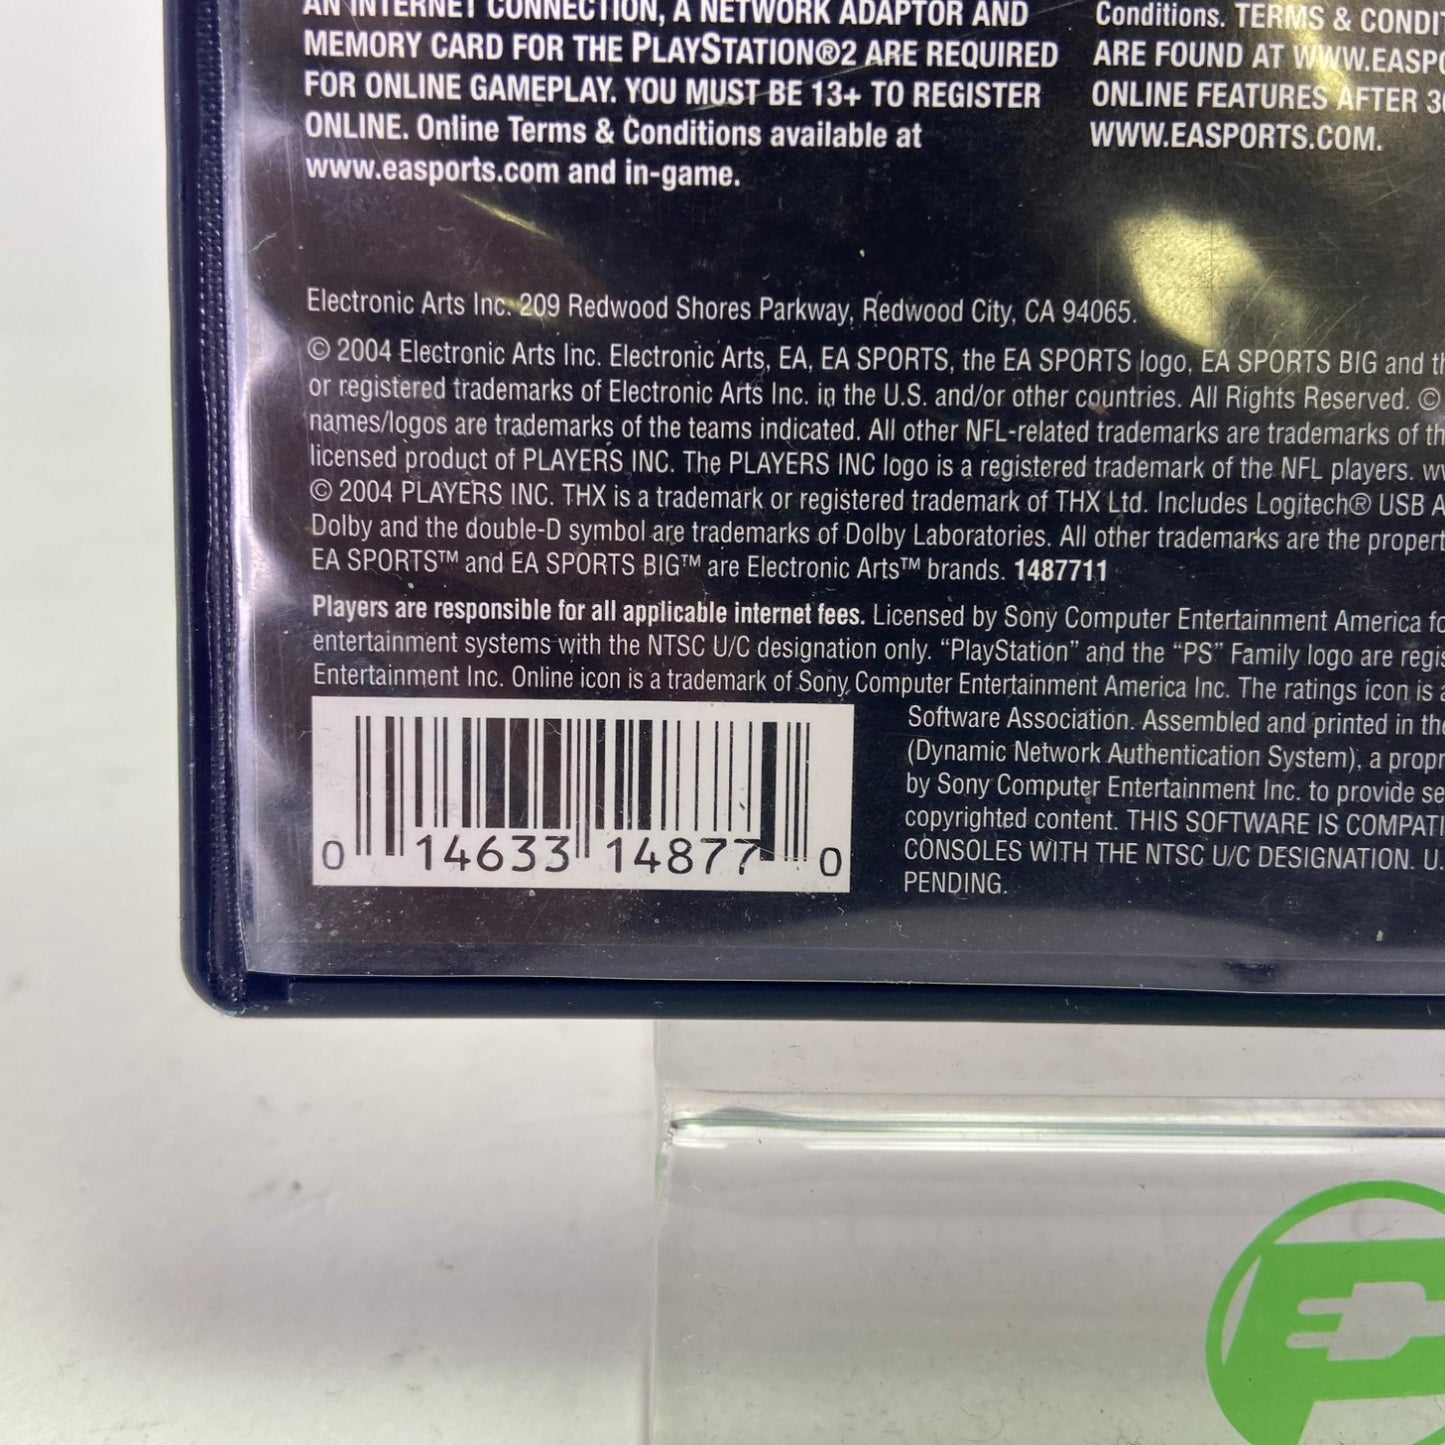 AN INTERNET CONNECTION, A NETWORK ADAPTOR AND
MEMORY CARD FOR THE PLAYSTATION®2 ARE REQUIRED
FOR ONLINE GAMEPLAY. YOU MUST BE 13+ TO REGISTER
ONLINE. Online Terms & Conditions available at
www.easports.com and in-game.
Conditions. TERMS & CONDIT
ARE FOUND AT WWW.EASPO
ONLINE FEATURES AFTER 30
WWW.EASPORTS.COM.
Electronic Arts Inc. 209 Redwood Shores Parkway, Redwood City, CA 94065.
© 2004 Electronic Arts Inc. Electronic Arts, EA, EA SPORTS, the EA SPORTS logo, EA SPORTS BIG and th
or registered trademarks of Electronic Arts Inc. in the U.S. and/or other countries. All Rights Reserved. ©
names/logos are trademarks of the teams indicated. All other NFL-related trademarks are trademarks of th
licensed product of PLAYERS INC. The PLAYERS INC logo is a registered trademark of the NFL players. ww
© 2004 PLAYERS INC. THX is a trademark or registered trademark of THX Ltd. Includes Logitech® USB A
Dolby and the double-D symbol are trademarks of Dolby Laboratories. All other trademarks are the propert
EA SPORTS™ and EA SPORTS BIG™ are Electronic Arts™ brands. 1487711
Players are responsible for all applicable internet fees. Licensed by Sony Computer Entertainment America fo
entertainment systems with the NTSC U/C designation only. “PlayStation” and the “PS” Family logo are regis
Entertainment Inc. Online icon is a trademark of Sony Computer Entertainment America Inc. The ratings icon is a
Software Association. Assembled and printed in the
(Dynamic Network Authentication System), a propr
by Sony Computer Entertainment Inc. to provide se
copyrighted content. THIS SOFTWARE IS COMPATI
CONSOLES WITH THE NTSC U/C DESIGNATION. U.
PENDING.
0 14633 14877 0